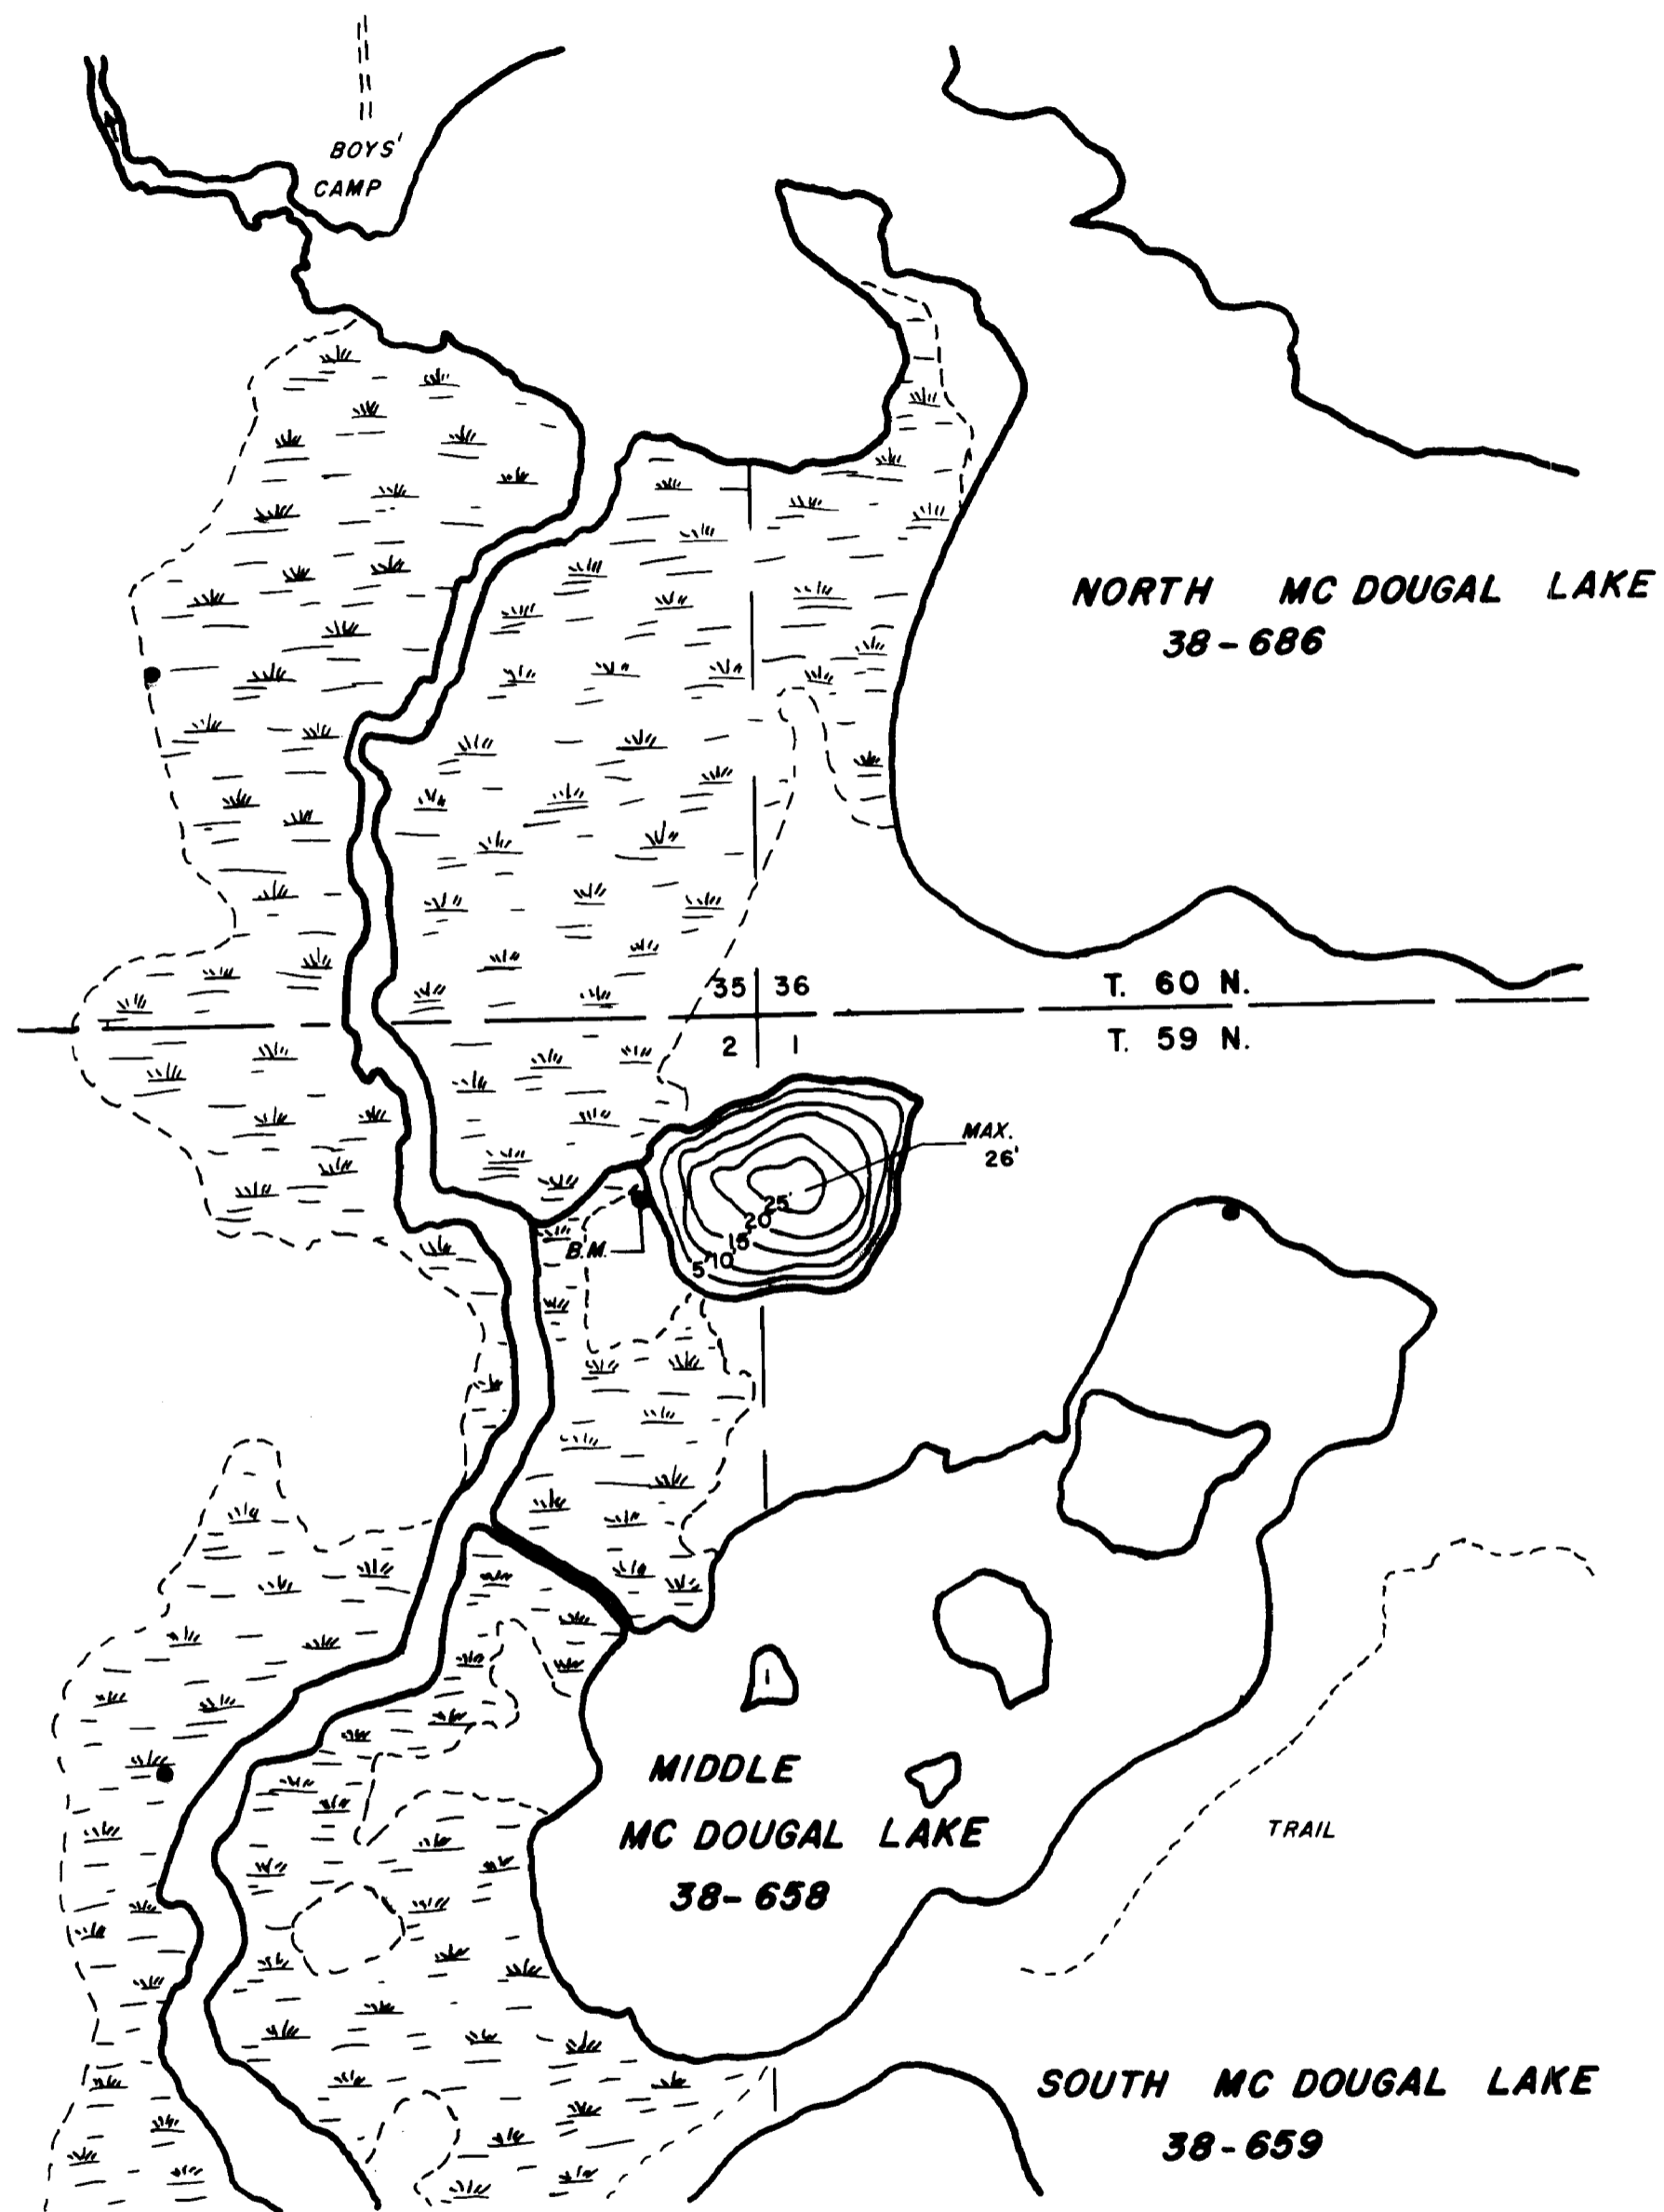 BOYS'
CAMP
NORTH MC DOUGAL LAKE
38-686
35 36
T. 60 N.
2 1
T. 59 N.
MAX.
26'
25'
20'
15'
10'
5'
B.M.
1
MIDDLE
MC DOUGAL LAKE
38-658
TRAIL
SOUTH MC DOUGAL LAKE
38-659